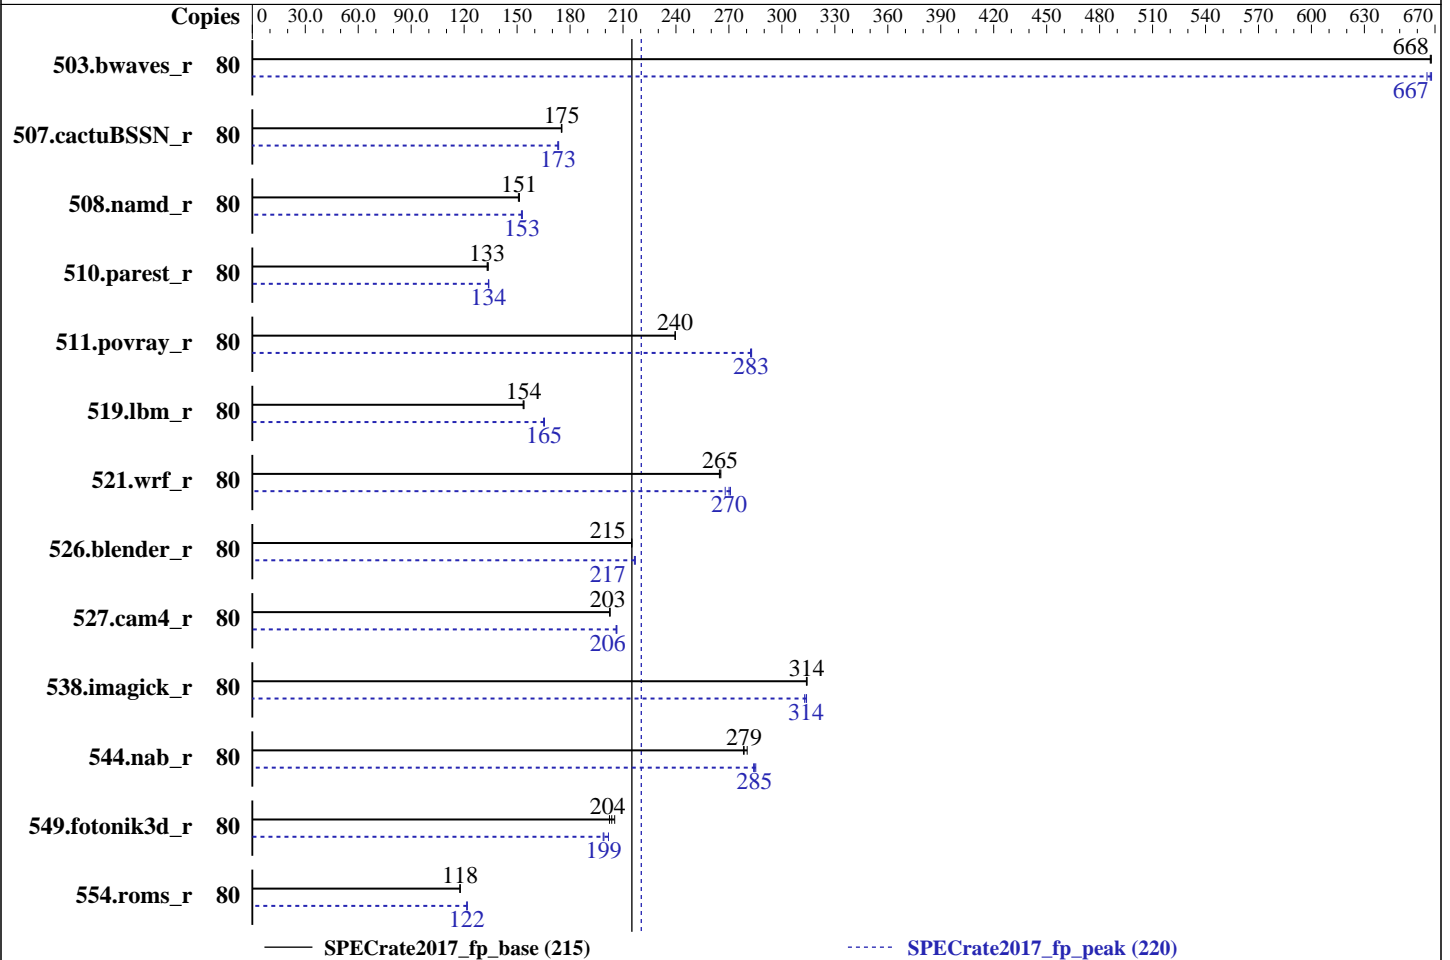 Copies 0 30.0 60.0 90.0 120 150 180 210 240 270 300 330 360 390 420 450 480 510 540 570 600 630 670
668
503.bwaves_r 80
667
175
507.cactuBSSN_r 80
173
151
508.namd_r 80
153
133
510.parest_r 80
134
240
511.povray_r 80
283
154
519.lbm_r 80
165
265
521.wrf_r 80
270
215
526.blender_r 80
217
203
527.cam4_r 80
206
314
538.imagick_r 80
314
279
544.nab_r 80
285
204
549.fotonik3d_r 80
199
118
554.roms_r 80
122
SPECrate2017_fp_base (215) SPECrate2017_fp_peak (220)